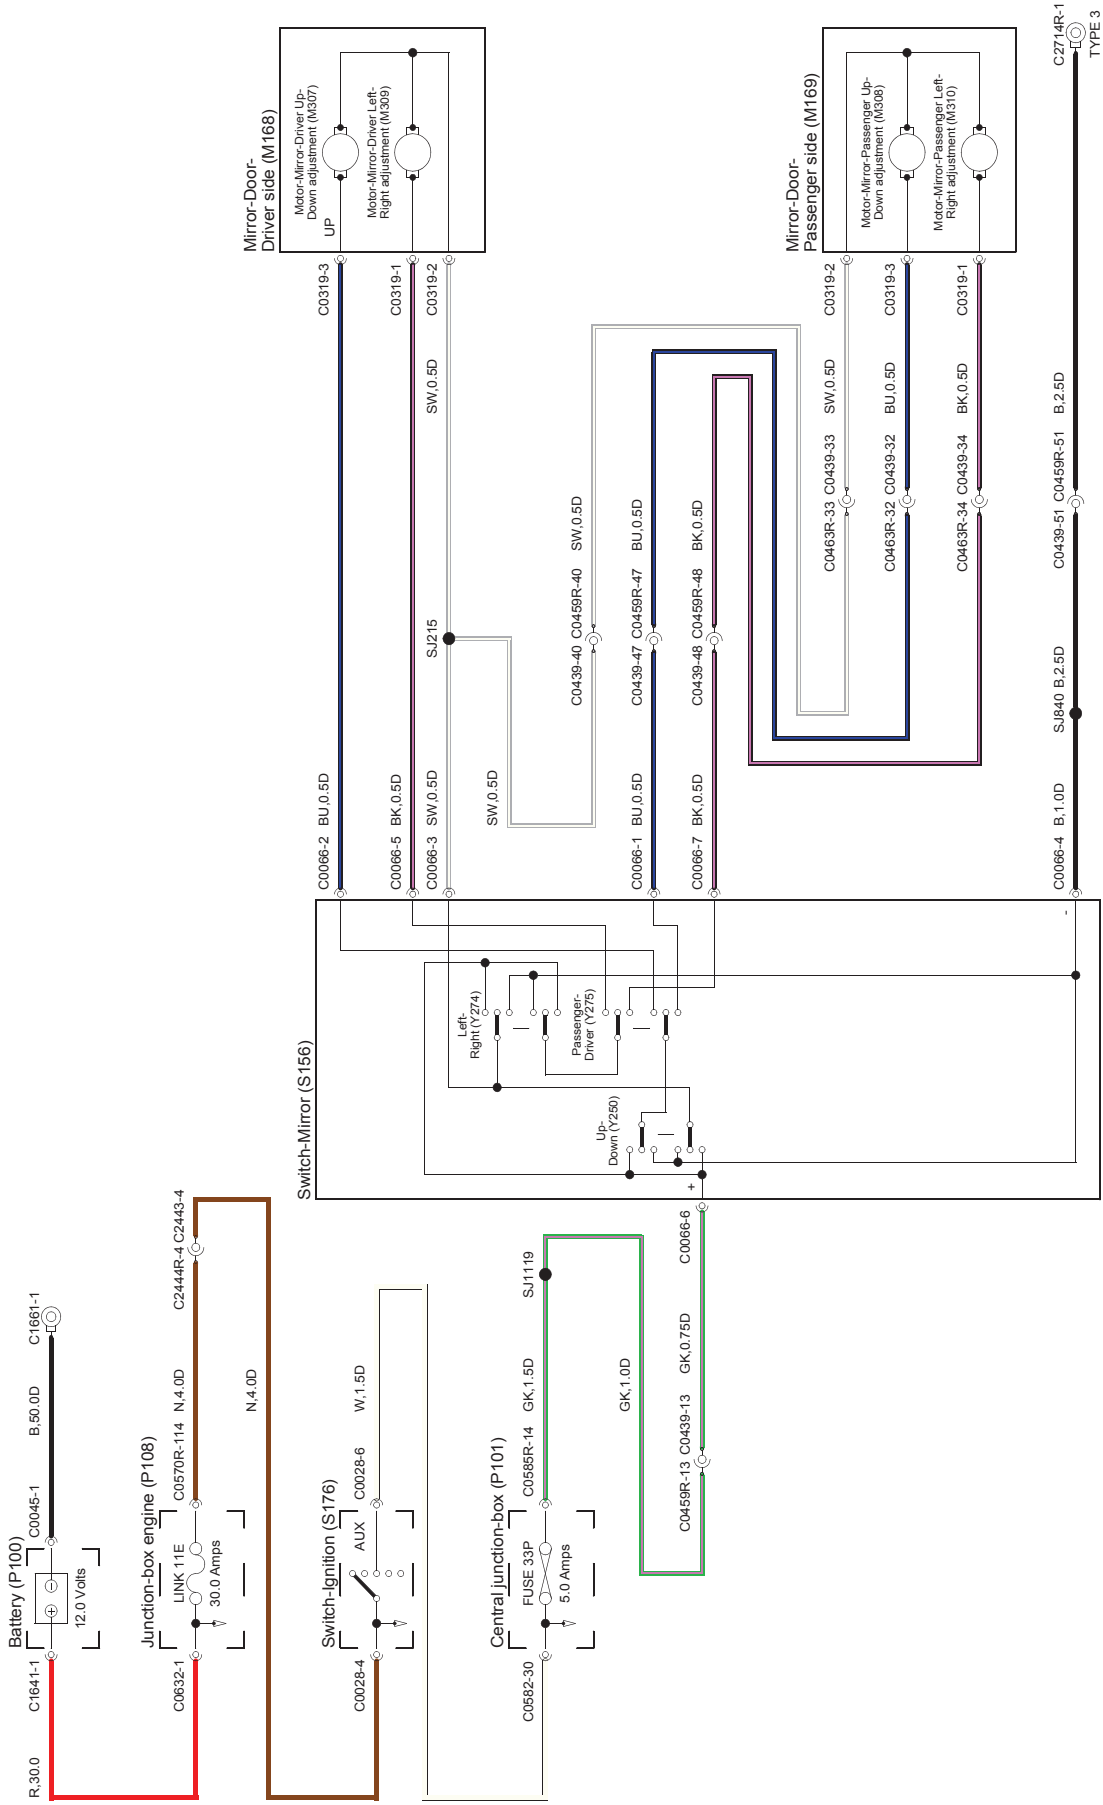 Battery (P100)
12.0 Volts
C1641-1
R,30.0
C0045-1
B,50.0D
C1661-1
Junction-box engine (P108)
LINK 11E
30.0 Amps
C0632-1
C0570R-114
N,4.0D
C2444R-4
C2443-4
N,4.0D
Switch-Ignition (S176)
AUX
C0028-4
C0028-6
W,1.5D
Central junction-box (P101)
FUSE 33P
5.0 Amps
C0582-30
C0585R-14
GK,1.5D
SJ1119
GK,1.0D
C0459R-13
C0439-13
GK,0.75D
C0066-6
Switch-Mirror (S156)
Left-
Right (Y274)
Passenger-
Driver (Y275)
Up-
Down (Y250)
+
-
C0066-2
BU,0.5D
C0319-3
C0066-5
BK,0.5D
C0319-1
C0066-3
SW,0.5D
SJ215
SW,0.5D
C0319-2
SW,0.5D
C0439-40
C0459R-40
SW,0.5D
C0066-1
BU,0.5D
C0439-47
C0459R-47
BU,0.5D
C0066-7
BK,0.5D
C0439-48
C0459R-48
BK,0.5D
Mirror-Door-
Driver side (M168)
Motor-Mirror-Driver Up-
Down adjustment (M307)
UP
Motor-Mirror-Driver Left-
Right adjustment (M309)
Mirror-Door-
Passenger side (M169)
Motor-Mirror-Passenger Up-
Down adjustment (M308)
Motor-Mirror-Passenger Left-
Right adjustment (M310)
C0463R-33
C0439-33
SW,0.5D
C0319-2
C0463R-32
C0439-32
BU,0.5D
C0319-3
C0463R-34
C0439-34
BK,0.5D
C0319-1
C0066-4
B,1.0D
SJ840
B,2.5D
C0439-51
C0459R-51
B,2.5D
C2714R-1
TYPE 3